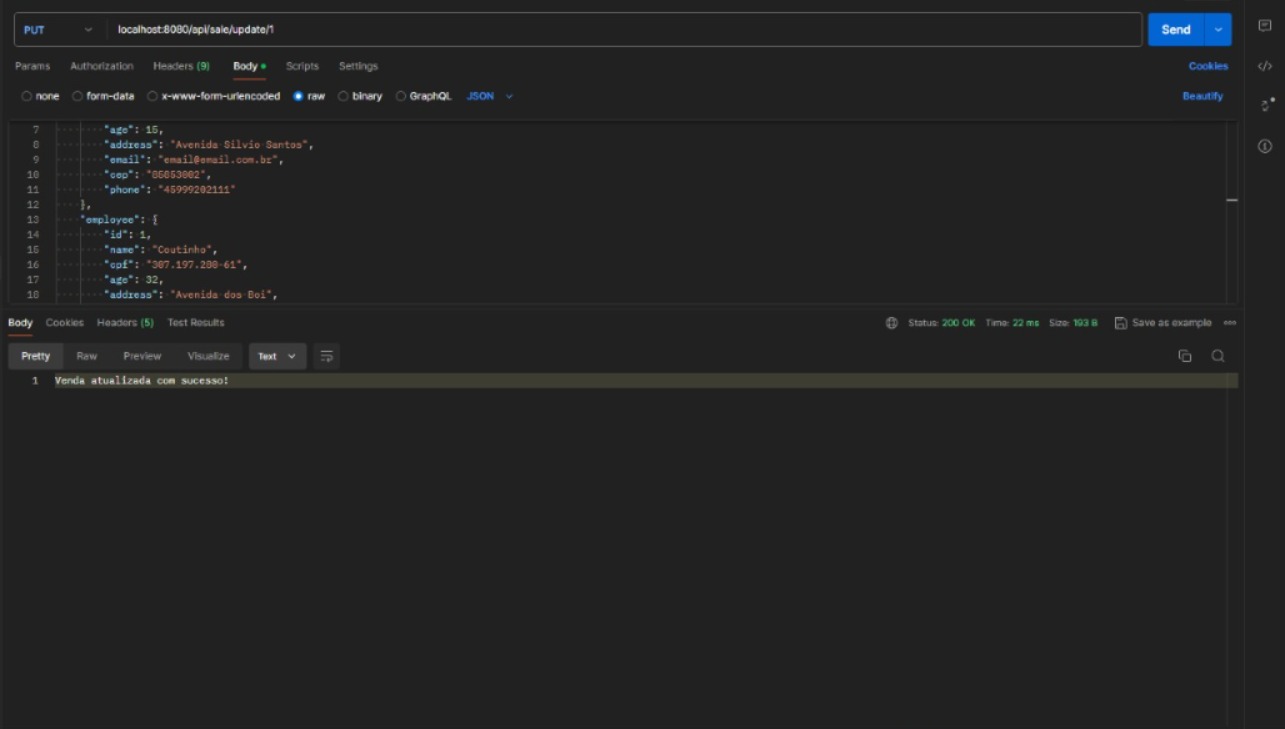 PUT localhost:8080/api/sale/update/1 Send
Params Authorization Headers (9) Body Scripts Settings Cookies
none form-data x-www-form-urlencoded raw binary GraphQL JSON Beautify
7 "age": 15,
8 "address": "Avenida Silvio Santos",
9 "email": "email@email.com.br",
10 "cep": "85853002",
11 "phone": "45999202111"
12 },
13 "employee": {
14 "id": 1,
15 "name": "Coutinho",
16 "cpf": "307.197.280-61",
17 "age": 32,
18 "address": "Avenida dos Boi",
Body Cookies Headers (5) Test Results Status: 200 OK Time: 22 ms Size: 193 B Save as example
Pretty Raw Preview Visualize Text
1 Venda atualizada com sucesso!